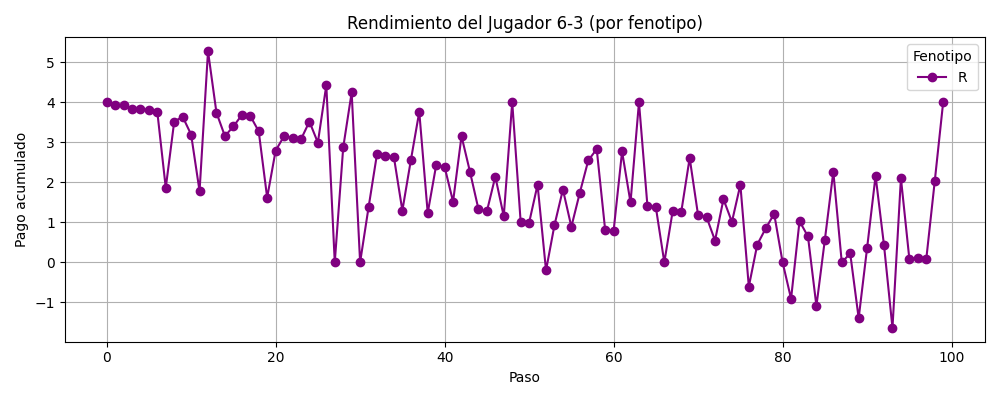 Rendimiento del Jugador 6-3 (por fenotipo)
Pago acumulado
5
4
3
2
1
0
−1
Fenotipo
R
0
20
40
60
80
100
Paso